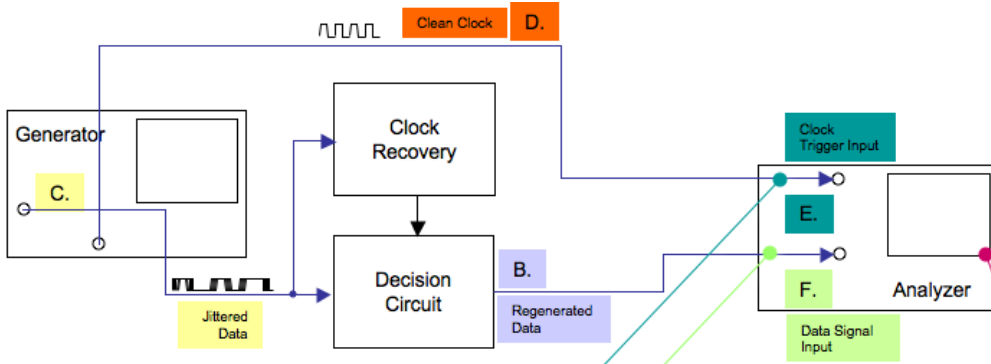 Clean Clock
D.
Generator
C.
Clock
Recovery
Clock
Trigger Input
E.
Jittered
Data
Decision
Circuit
B.
Regenerated
Data
F.
Analyzer
Data Signal
Input